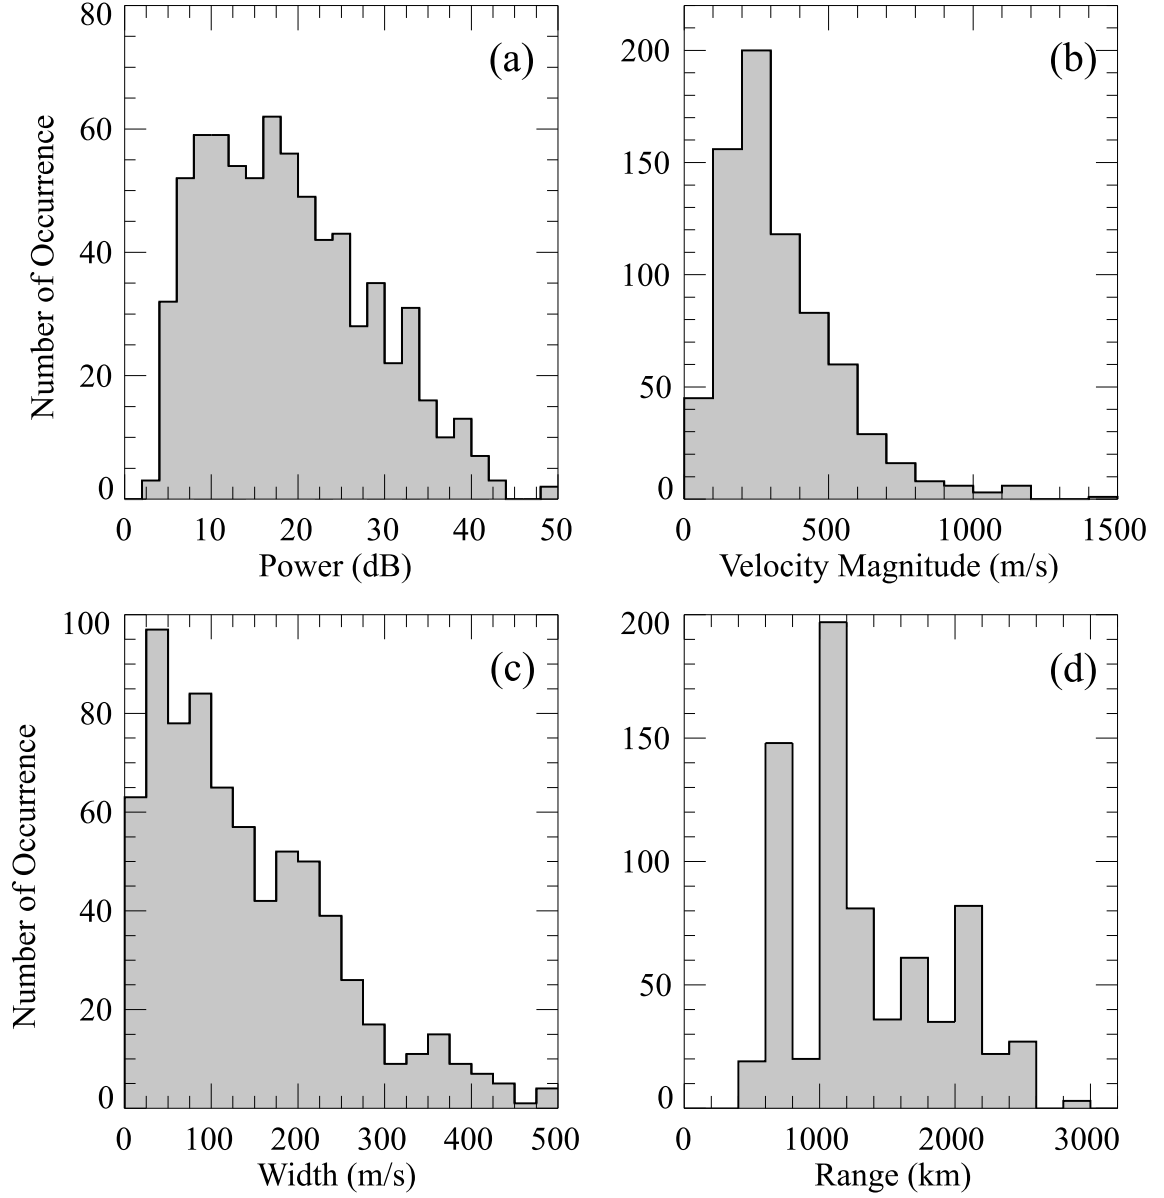 80
60
40
20
0
Number of Occurrence
(a)
0 10 20 30 40 50
Power (dB)
200
150
100
50
0
(b)
0 500 1000 1500
Velocity Magnitude (m/s)
100
80
60
40
20
0
Number of Occurrence
(c)
0 100 200 300 400 500
Width (m/s)
200
150
100
50
0
(d)
0 1000 2000 3000
Range (km)